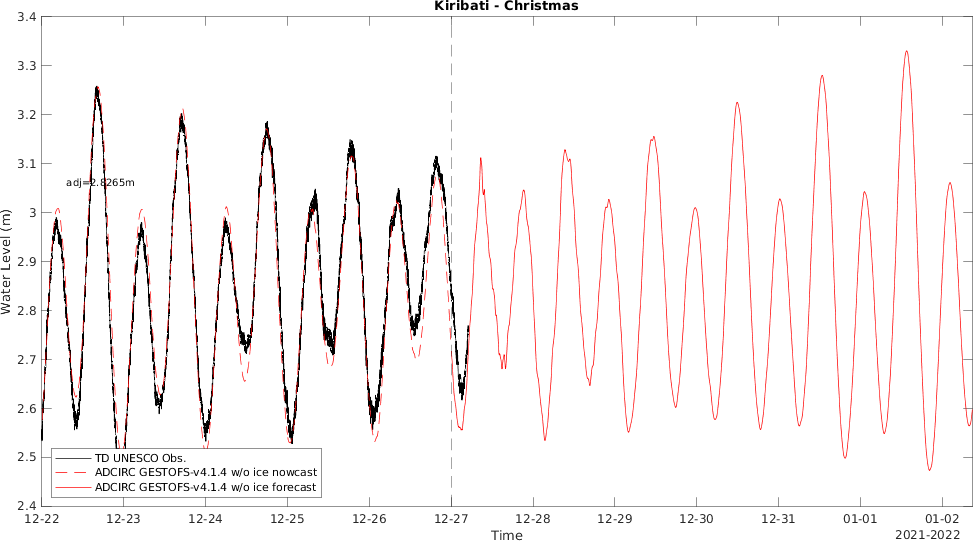 Kiribati - Christmas
3.4
3.3
3.2
3.1
3
2.9
2.8
2.7
2.6
2.5
2.4
Water Level (m)
adj=2.8265m
TD UNESCO Obs.
ADCIRC GESTOFS-v4.1.4 w/o ice nowcast
ADCIRC GESTOFS-v4.1.4 w/o ice forecast
12-22 12-23 12-24 12-25 12-26 12-27 12-28 12-29 12-30 12-31 01-01 01-02
Time
2021-2022